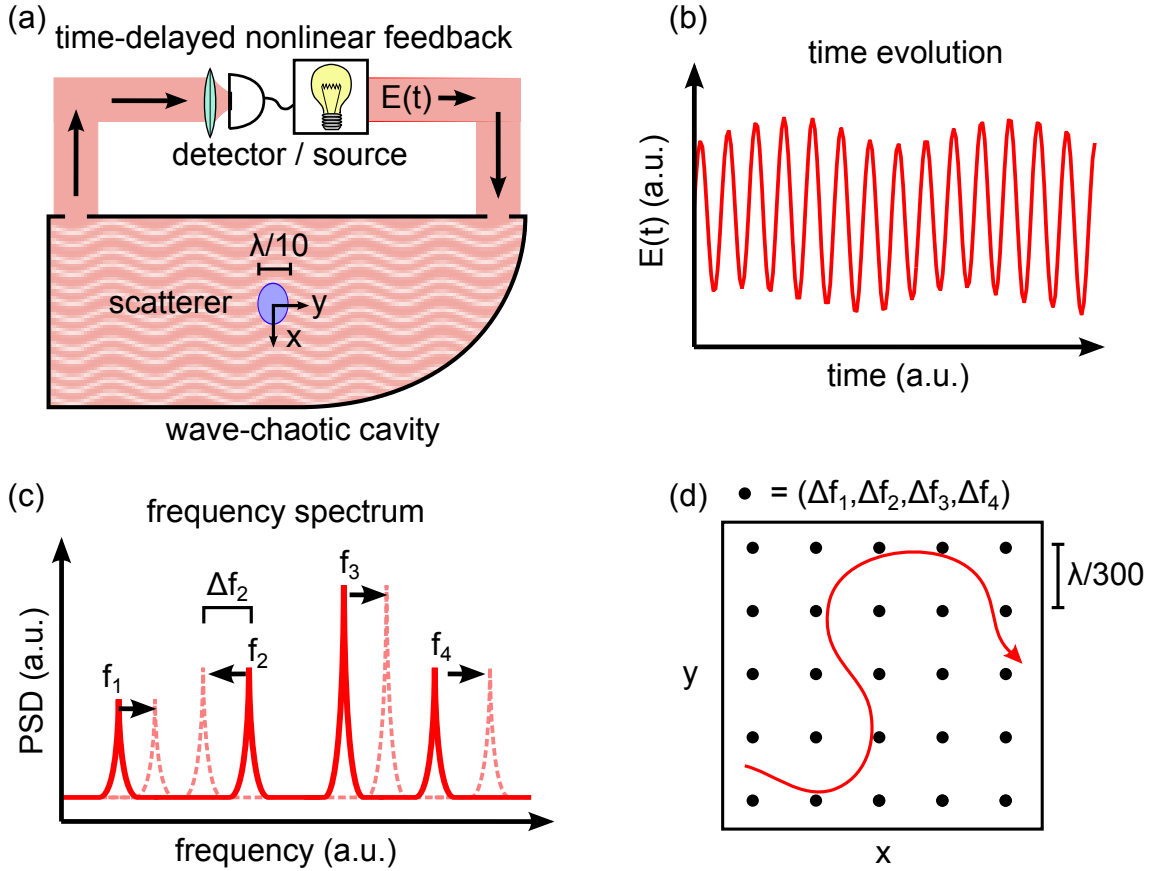 (a)
time-delayed nonlinear feedback
E(t)
detector / source
λ/10
scatterer
y
x
wave-chaotic cavity
(b)
time evolution
E(t) (a.u.)
time (a.u.)
(c)
frequency spectrum
f₃
Δf₂
f₁
f₂
f₄
PSD (a.u.)
frequency (a.u.)
(d)
= (Δf₁,Δf₂,Δf₃,Δf₄)
λ/300
y
x